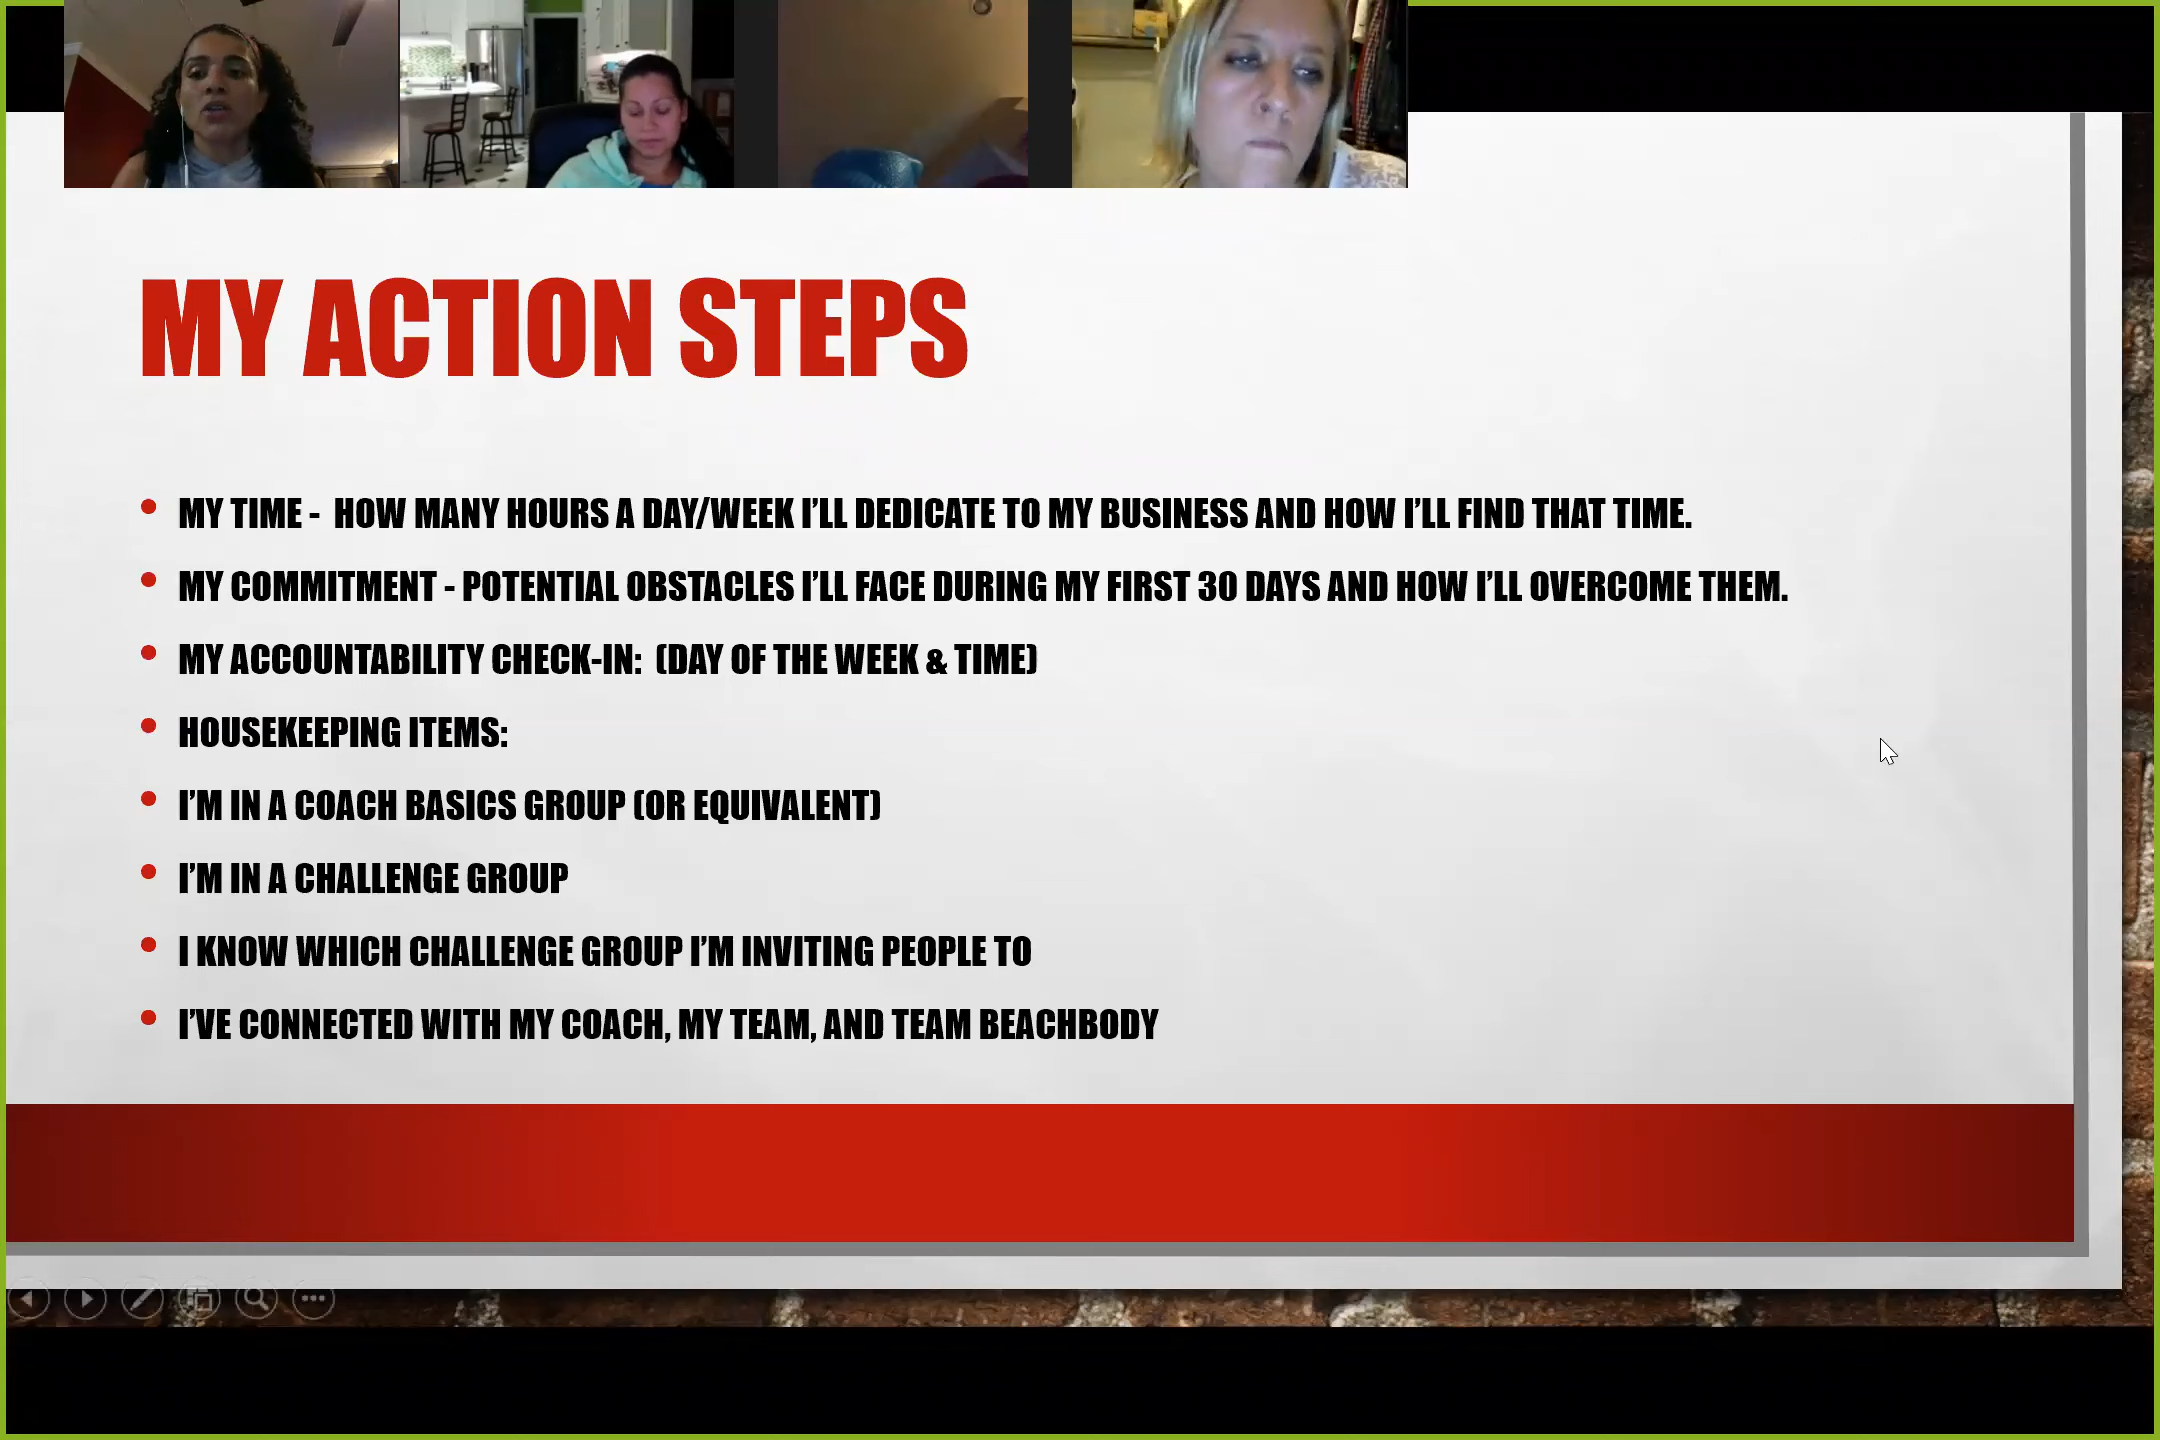 MY ACTION STEPS
MY TIME - HOW MANY HOURS A DAY/WEEK I'LL DEDICATE TO MY BUSINESS AND HOW I'LL FIND THAT TIME.
MY COMMITMENT - POTENTIAL OBSTACLES I'LL FACE DURING MY FIRST 30 DAYS AND HOW I'LL OVERCOME THEM.
MY ACCOUNTABILITY CHECK-IN: (DAY OF THE WEEK & TIME)
HOUSEKEEPING ITEMS:
I'M IN A COACH BASICS GROUP (OR EQUIVALENT)
I'M IN A CHALLENGE GROUP
I KNOW WHICH CHALLENGE GROUP I'M INVITING PEOPLE TO
I'VE CONNECTED WITH MY COACH, MY TEAM, AND TEAM BEACHBODY